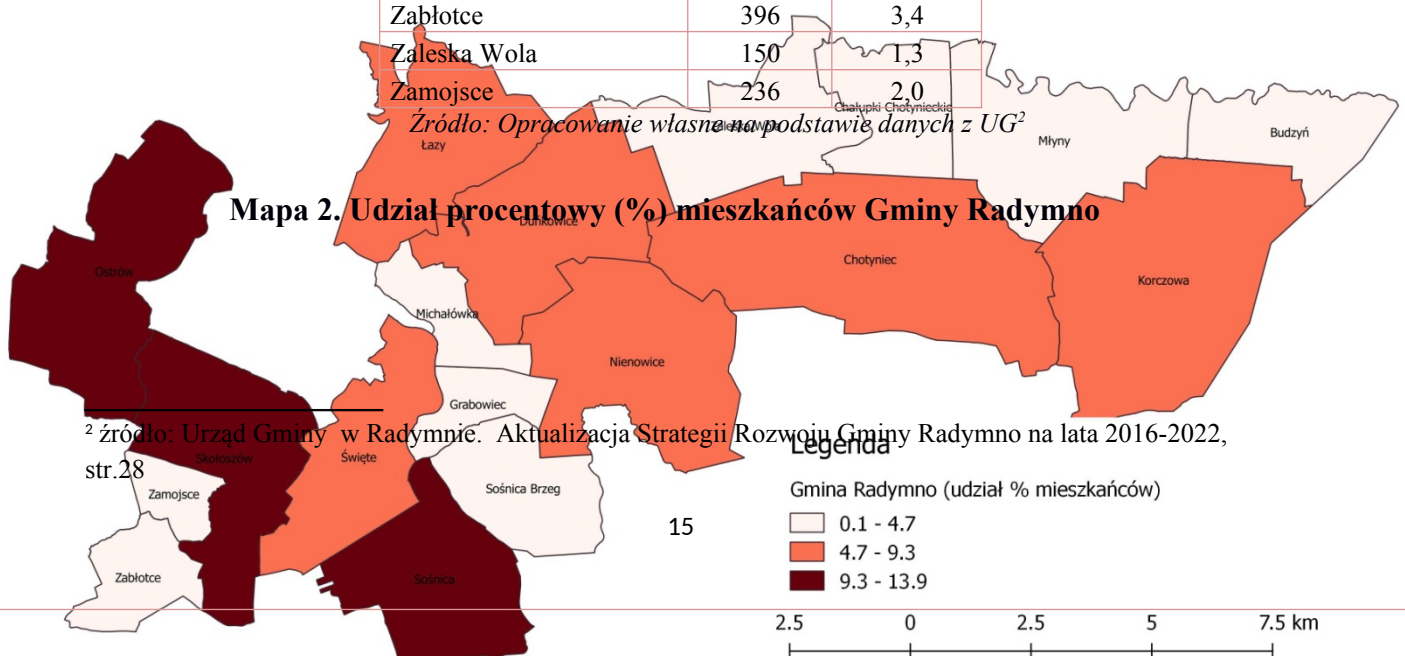 Zabłotce 396 3,4
Zaleska Wola 150 1,3
Zamojsce 236 2,0
Źródło: Opracowanie własne na podstawie danych z UG²
Chałupki Chotynieckie
Zaleska Wola
Łazy
Młyny
Budzyń
Mapa 2. Udział procentowy (%) mieszkańców Gminy Radymno
Duńkowice
Chotyniec
Ostrów
Korczowa
Michałówka
Nienowice
Grabowiec
² źródło: Urząd Gminy w Radymnie. Aktualizacja Strategii Rozwoju Gminy Radymno na lata 2016-2022,
str.28
Skołoszów
Święte
Zamojsce
Sośnica Brzeg
Zabłotce
Sośnica
15
Legenda
Gmina Radymno (udział % mieszkańców)
0.1 - 4.7
4.7 - 9.3
9.3 - 13.9
2.5 0 2.5 5 7.5 km